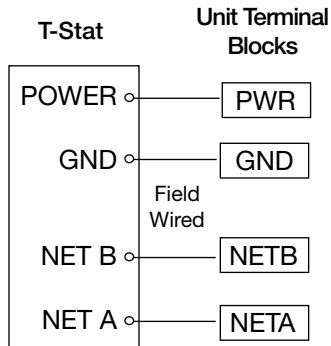 T-Stat
Unit Terminal
Blocks
POWER
PWR
GND
GND
Field
Wired
NET B
NETB
NET A
NETA